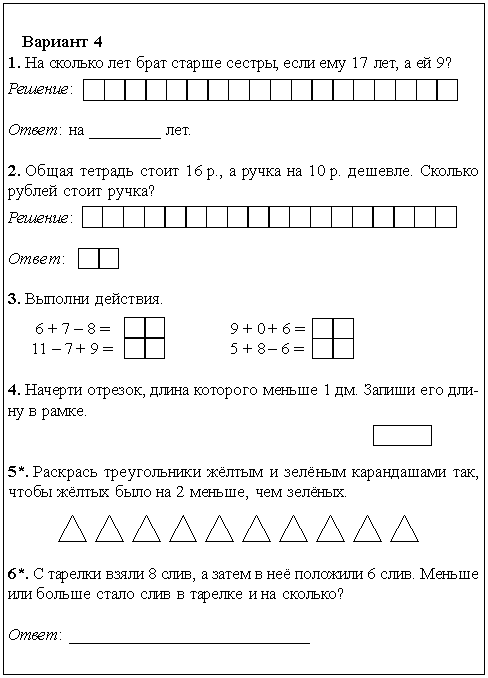 Вариант 4
1. На сколько лет брат старше сестры, если ему 17 лет, а ей 9?
Решение:
Ответ: на _________ лет.
2. Общая тетрадь стоит 16 р., а ручка на 10 р. дешевле. Сколько
рублей стоит ручка?
Решение:
Ответ:
3. Выполни действия.
6 + 7 – 8 = 9 + 0 + 6 =
11 – 7 + 9 = 5 + 8 – 6 =
4. Начерти отрезок, длина которого меньше 1 дм. Запиши его дли-
ну в рамке.
5*. Раскрась треугольники жёлтым и зелёным карандашами так,
чтобы жёлтых было на 2 меньше, чем зелёных.
6*. С тарелки взяли 8 слив, а затем в неё положили 6 слив. Меньше
или больше стало слив в тарелке и на сколько?
Ответ: ______________________________